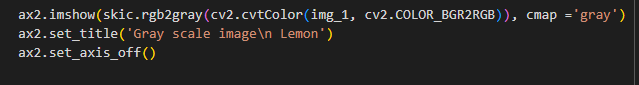 ax2.imshow(skic.rgb2gray(cv2.cvtColor(img_1, cv2.COLOR_BGR2RGB)), cmap ='gray')
ax2.set_title('Gray scale image\n Lemon')
ax2.set_axis_off()